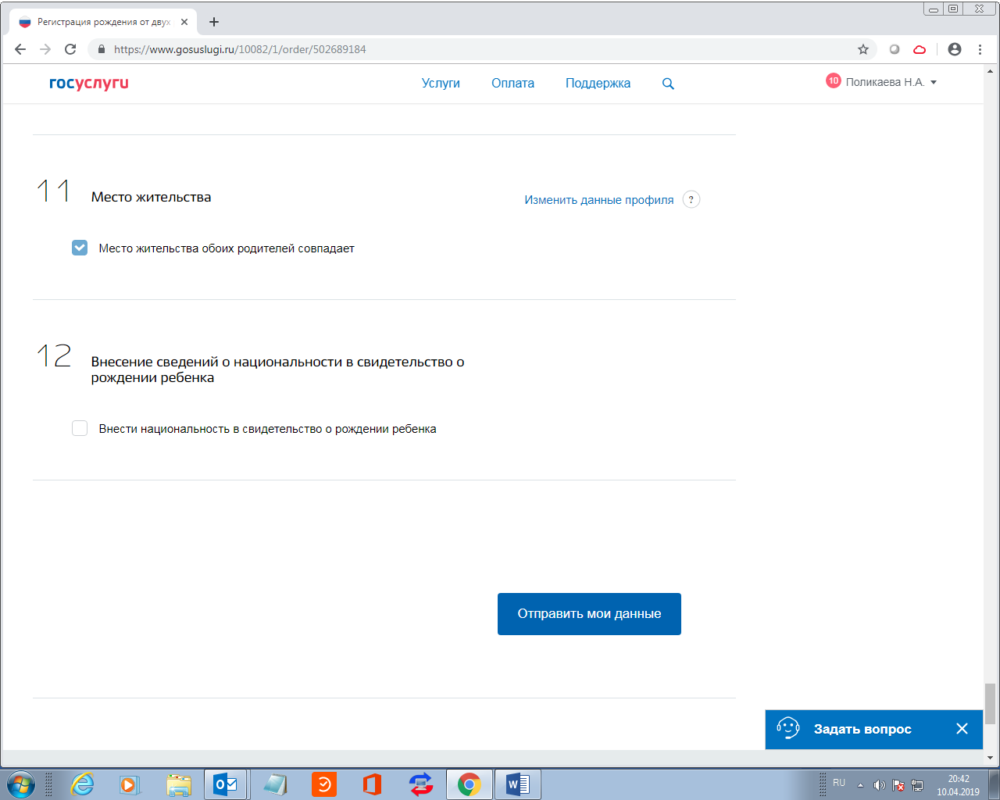 Регистрация рождения от двух
https://www.gosuslugi.ru/10082/1/order/502689184
госуслуги
Услуги
Оплата
Поддержка
10
Поликаева Н.А.
11
Место жительства
Изменить данные профиля
?
Место жительства обоих родителей совпадает
12
Внесение сведений о национальности в свидетельство о
рождении ребенка
Внести национальность в свидетельство о рождении ребенка
Отправить мои данные
Задать вопрос
RU
20:42
10.04.2019